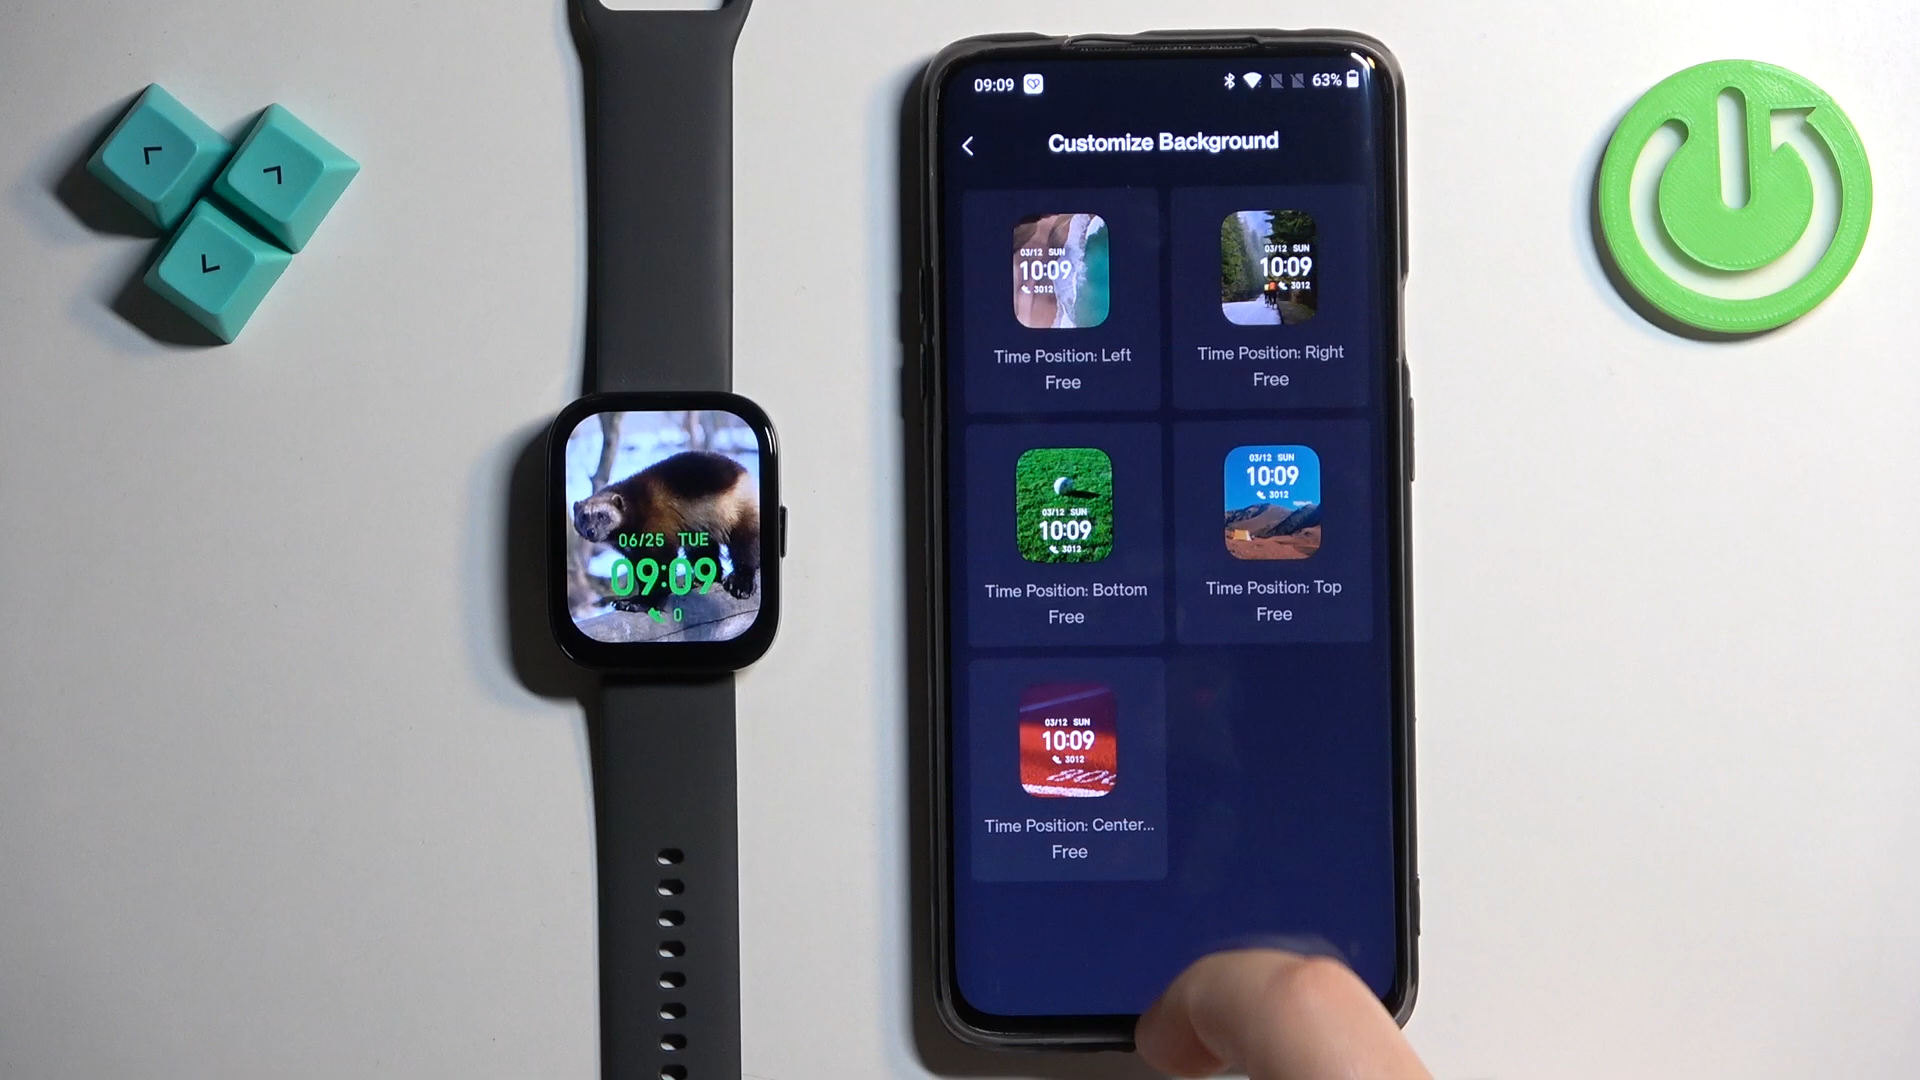 09:09
63%
Customize Background
03/12 SUN
10:09
3012
Time Position: Left
Free
03/12 SUN
10:09
3012
Time Position: Right
Free
03/12 SUN
10:09
3012
Time Position: Bottom
Free
03/12 SUN
10:09
3012
Time Position: Top
Free
03/12 SUN
10:09
3012
Time Position: Center...
Free
06/25 TUE
09:09
0